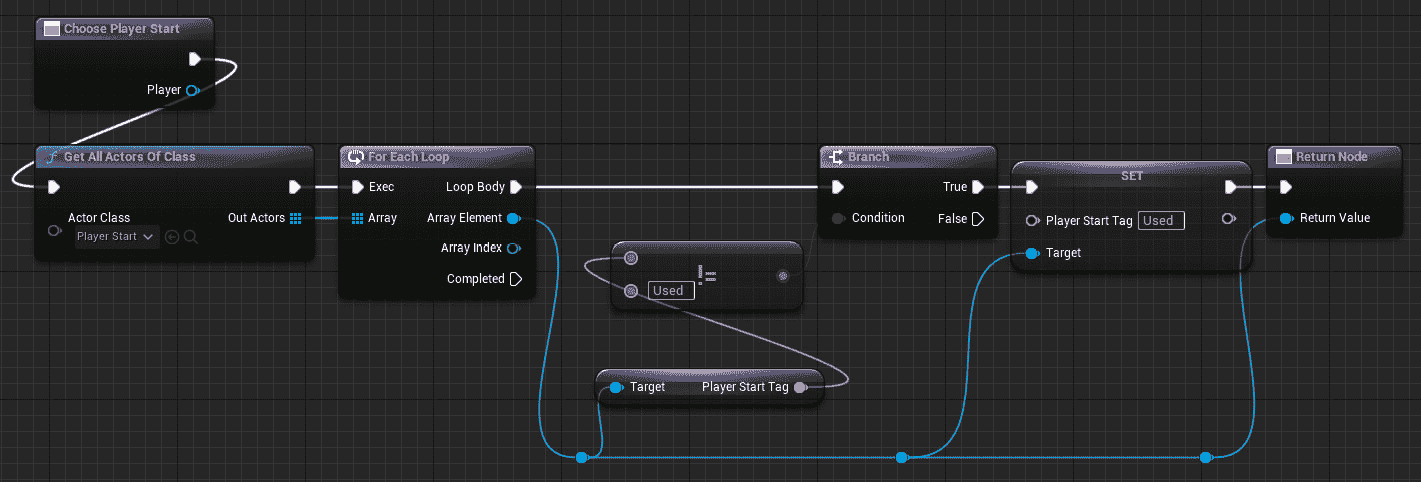 Choose Player Start
Player
Get All Actors Of Class
Actor Class
Player Start
Out Actors
For Each Loop
Exec
Loop Body
Array
Array Element
Array Index
Completed
!=
Used
Target
Player Start Tag
Branch
Condition
True
False
SET
Player Start Tag
Used
Target
Return Node
Return Value